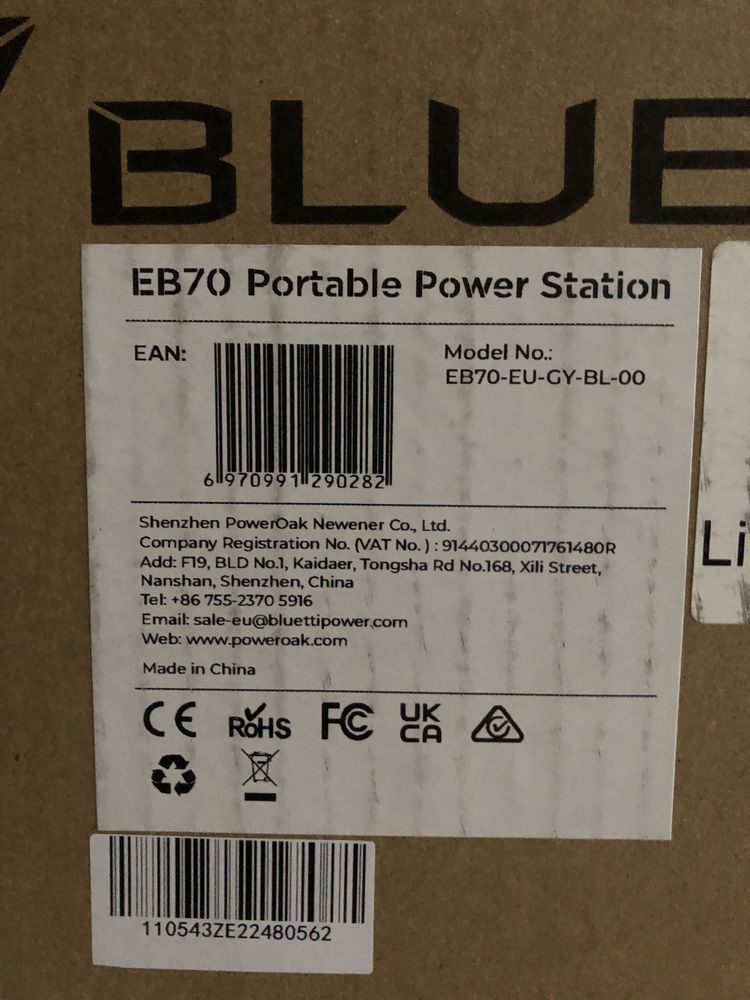 BLUE
EB70 Portable Power Station
EAN:
6 970991 290282
Model No.:
EB70-EU-GY-BL-00
Shenzhen PowerOak Newener Co., Ltd.
Company Registration No. (VAT No. ) : 91440300071761480R
Add: F19, BLD No.1, Kaidaer, Tongsha Rd No.168, Xili Street,
Nanshan, Shenzhen, China
Tel: +86 755-2370 5916
Email: sale-eu@bluettipower.com
Web: www.poweroak.com
Made in China
CE RoHS FC UK
CA
Li
110543ZE22480562